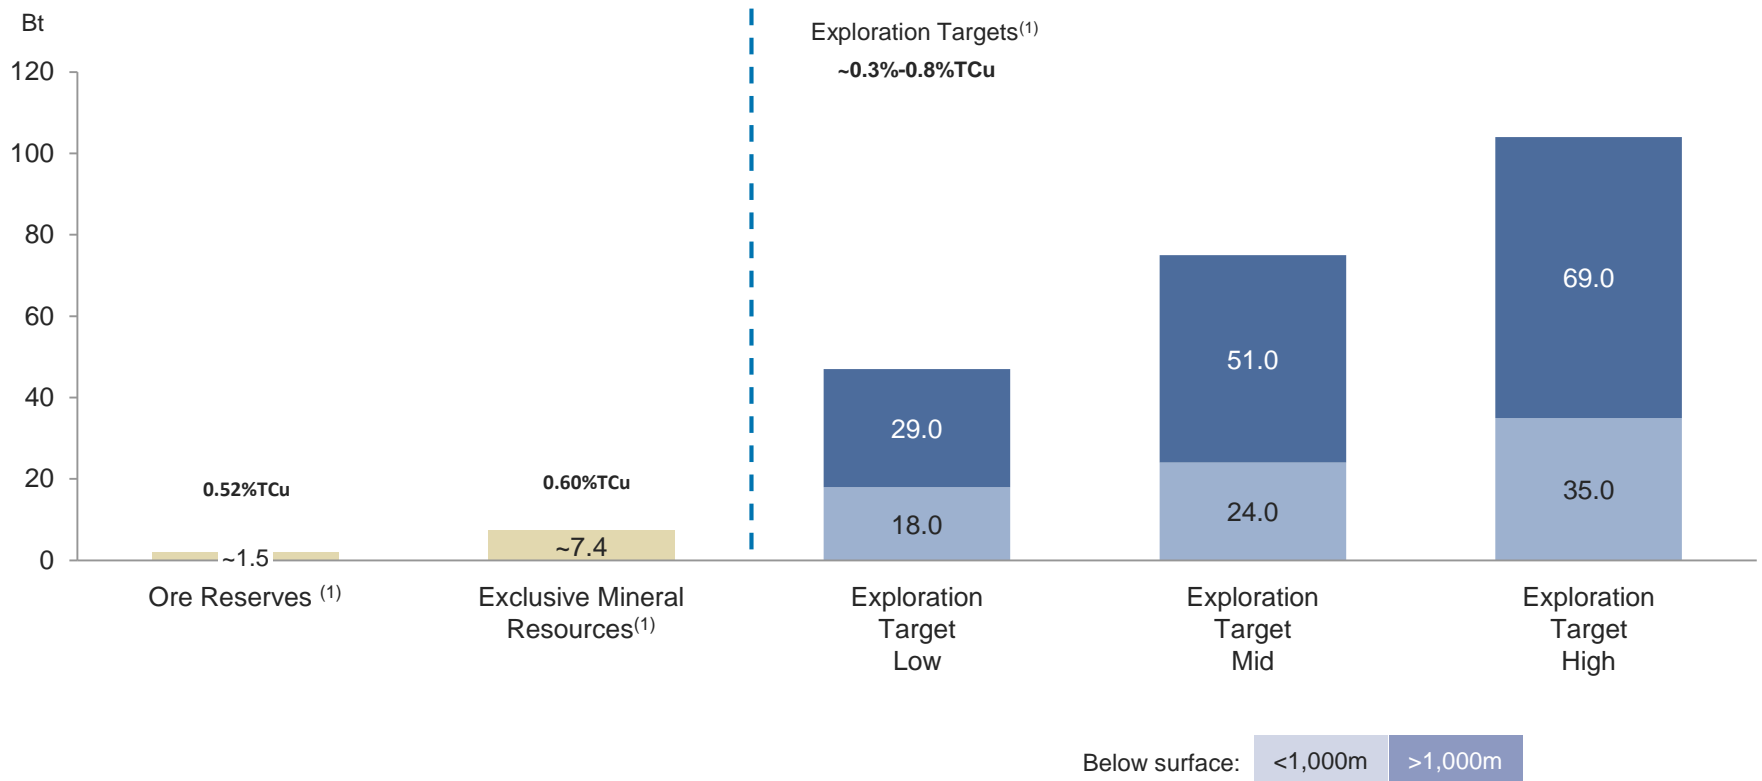 Bt
Exploration Targets(1)
~0.3%-0.8%TCu
120
100
80
60
40
20
0
0.52%TCu
0.60%TCu
~1.5
~7.4
29.0
18.0
51.0
24.0
69.0
35.0
Ore Reserves (1)
Exclusive Mineral
Resources(1)
Exploration
Target
Low
Exploration
Target
Mid
Exploration
Target
High
Below surface: <1,000m >1,000m